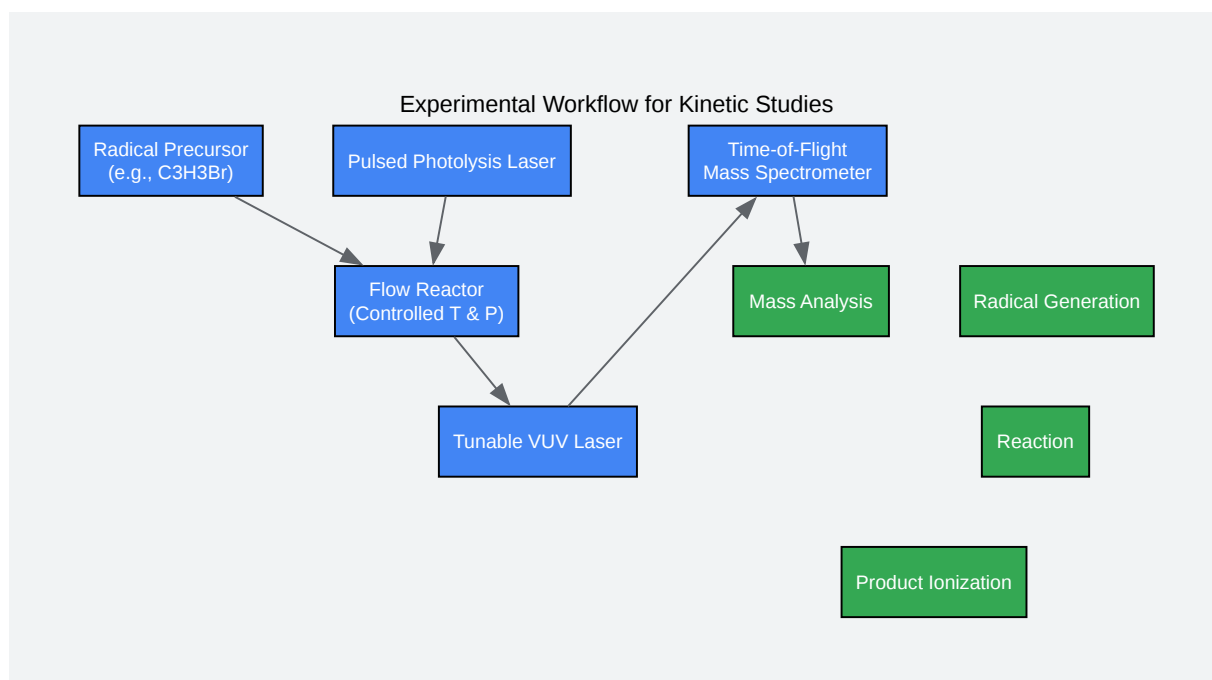 Experimental Workflow for Kinetic Studies
Radical Precursor
(e.g., C3H3Br)
Pulsed Photolysis Laser
Time-of-Flight
Mass Spectrometer
Flow Reactor
(Controlled T & P)
Mass Analysis
Radical Generation
Tunable VUV Laser
Reaction
Product Ionization